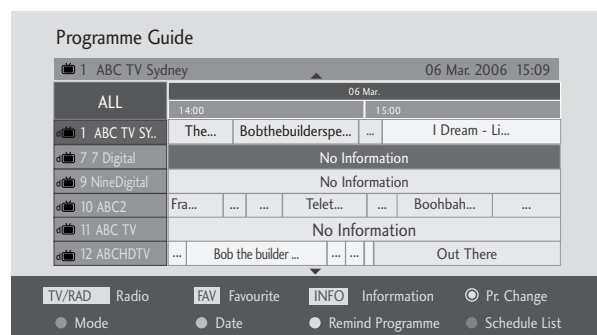 Programme Guide
1 ABC TV Sydney 06 Mar. 2006 15:09
ALL
06 Mar.
14:00 15:00
1 ABC TV SY.. The... Bobthebuilderspe... ... I Dream - Li...
7 7 Digital No Information
9 NineDigital No Information
10 ABC2 Fra... ... ... Telet... ... Boohbah... ...
11 ABC TV No Information
12 ABCHDTV ... Bob the builder ... ... ... Out There
TV/RAD Radio FAV Favourite INFO Inforrmation Pr. Change
Mode Date Remind Programme Schedule List